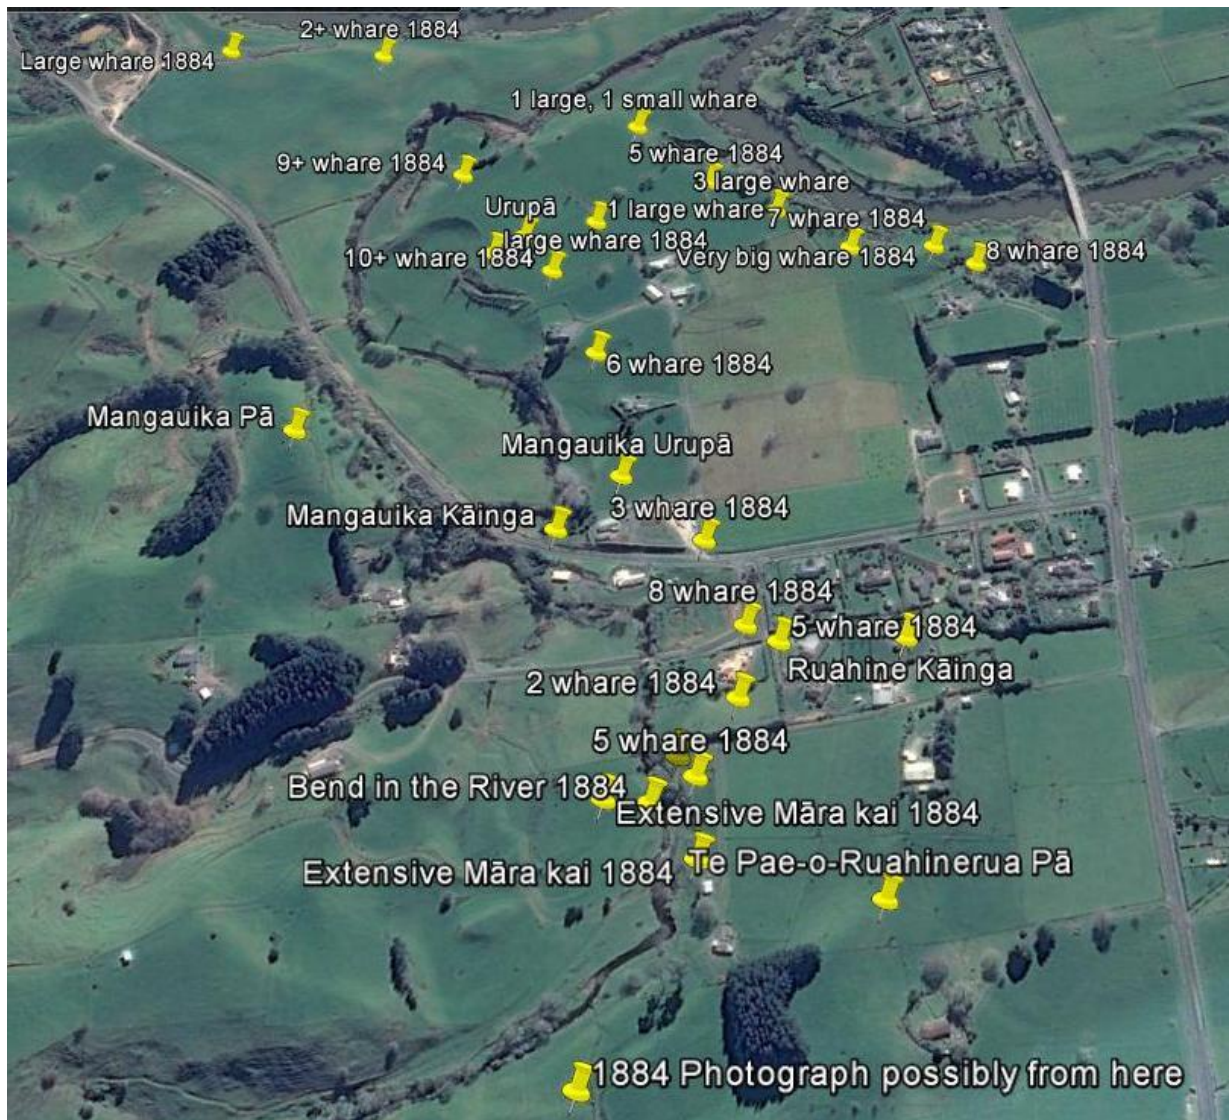 2+ whare 1884
Large whare 1884
1 large, 1 small whare
5 whare 1884
9+ whare 1884
3 large whare
Urupā
1 large whare
7 whare 1884
large whare 1884
10+ whare 1884
Very big whare 1884
8 whare 1884
6 whare 1884
Mangauika Pā
Mangauika Urupā
3 whare 1884
Mangauika Kāinga
8 whare 1884
5 whare 1884
Ruahine Kāinga
2 whare 1884
5 whare 1884
Bend in the River 1884
Extensive Māra kai 1884
Te Pae-o-Ruahinerua Pā
Extensive Māra kai 1884
1884 Photograph possibly from here